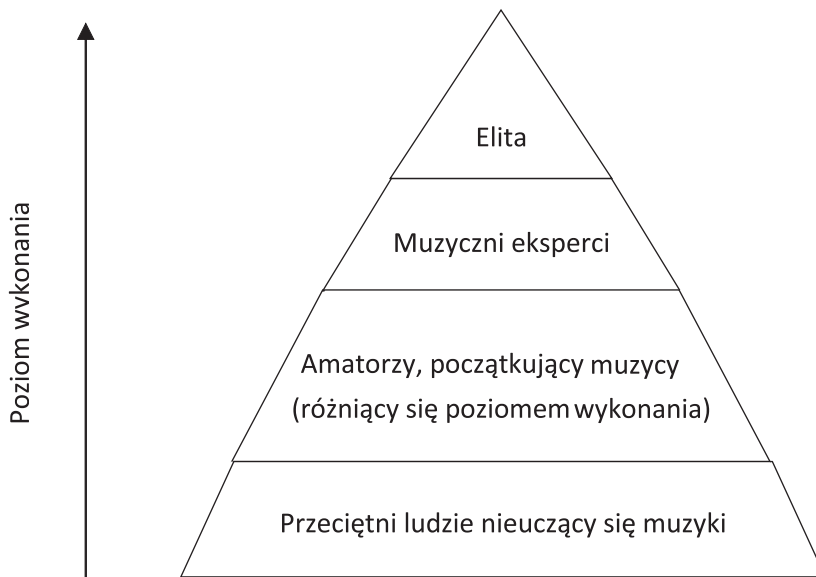 Poziom wykonania
Elita
Muzyczni eksperci
Amatorzy, początkujący muzycy
(różniący się poziomem wykonania)
Przeciętni ludzie nieuczący się muzyki